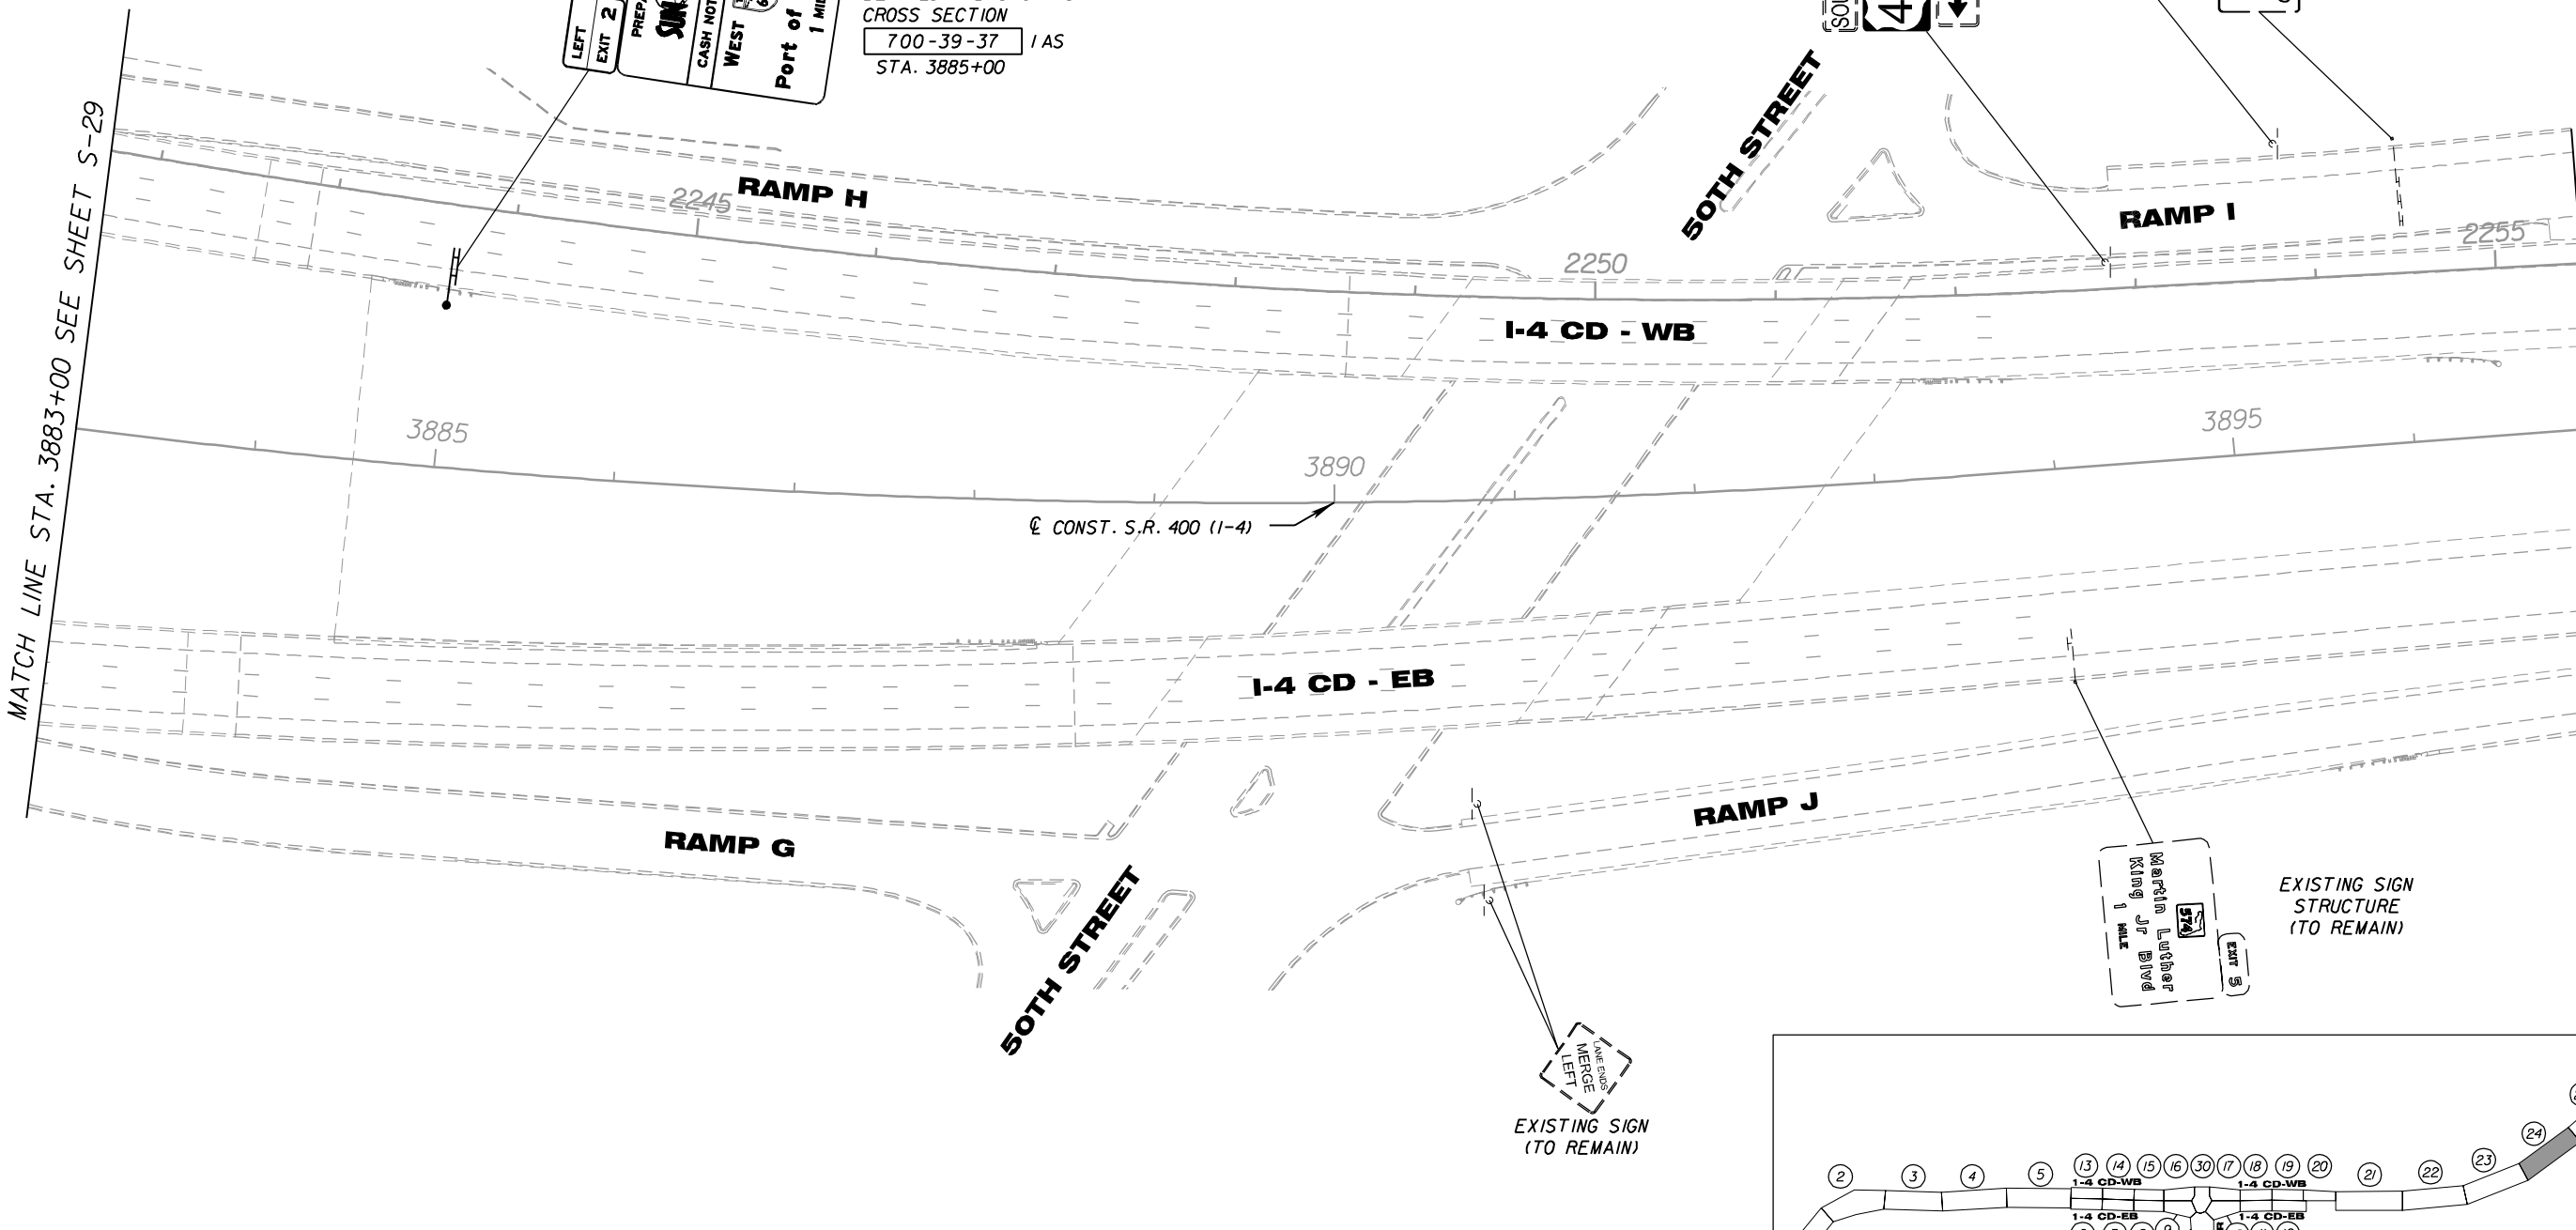 LEFT
EXIT 2
CASH NOT
WEST
Port of
CROSS SECTION
700-39-37 1 AS
STA. 3885+00
MATCH LINE STA. 3883+00 SEE SHEET S-29
RAMP H
2245
50TH STREET
RAMP I
2250
2255
I-4 CD - WB
3885
3890
3895
℄ CONST. S.R. 400 (I-4)
I-4 CD - EB
RAMP G
RAMP J
50TH STREET
574
Martin Luther
King Jr Blvd
1 MILE
EXIT 5
EXISTING SIGN
STRUCTURE
(TO REMAIN)
LANE ENDS
MERGE
LEFT
EXISTING SIGN
(TO REMAIN)
2 3 4 5 13 14 15 16 30 17 18 19 20 21 22 23 24
1-4 CD-WB 1-4 CD-WB
1-4 CD-EB 1-4 CD-EB